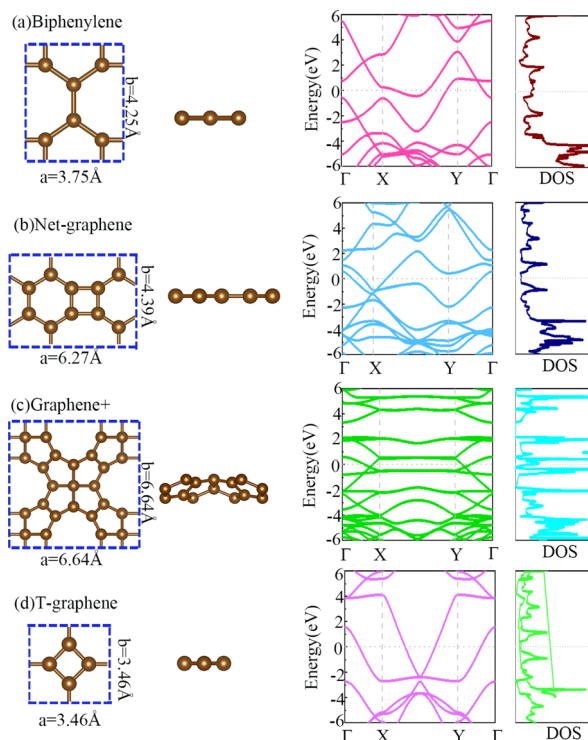 (a)Biphenylene
b=4.25Å
a=3.75Å
Energy(eV)
6
4
2
0
-2
-4
-6
Γ X Y Γ
DOS
(b)Net-graphene
b=4.39Å
a=6.27Å
Energy(eV)
6
4
2
0
-2
-4
-6
Γ X Y Γ
DOS
(c)Graphene+
b=6.64Å
a=6.64Å
Energy(eV)
6
4
2
0
-2
-4
-6
Γ X Y Γ
DOS
(d)T-graphene
b=3.46Å
a=3.46Å
Energy(eV)
6
4
2
0
-2
-4
-6
Γ X Y Γ
DOS